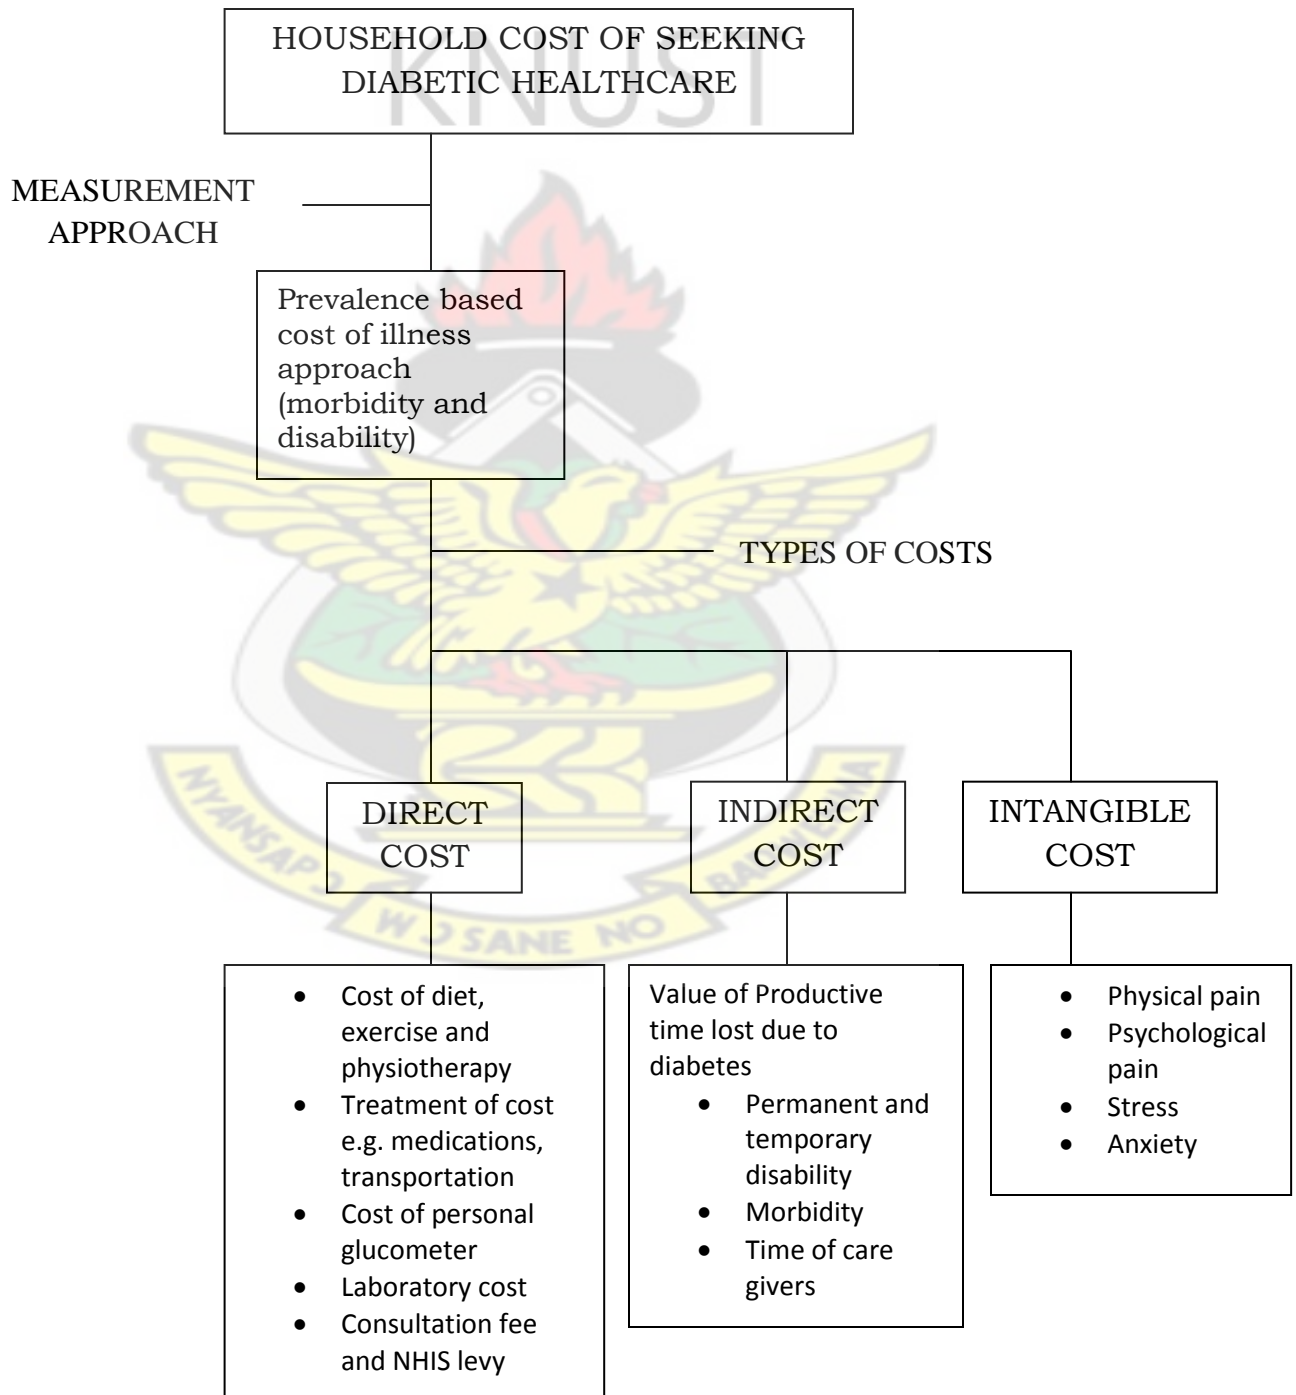 KNUST
HOUSEHOLD COST OF SEEKING
DIABETIC HEALTHCARE
MEASUREMENT
APPROACH
Prevalence based
cost of illness
approach
(morbidity and
disability)
TYPES OF COSTS
DIRECT
COST
INDIRECT
COST
INTANGIBLE
COST
NYANSAPƆ WƆSANE NO BADWENMA
• Cost of diet,
exercise and
physiotherapy
• Treatment of cost
e.g. medications,
transportation
• Cost of personal
glucometer
• Laboratory cost
• Consultation fee
and NHIS levy
Value of Productive
time lost due to
diabetes
• Permanent and
temporary
disability
• Morbidity
• Time of care
givers
• Physical pain
• Psychological
pain
• Stress
• Anxiety